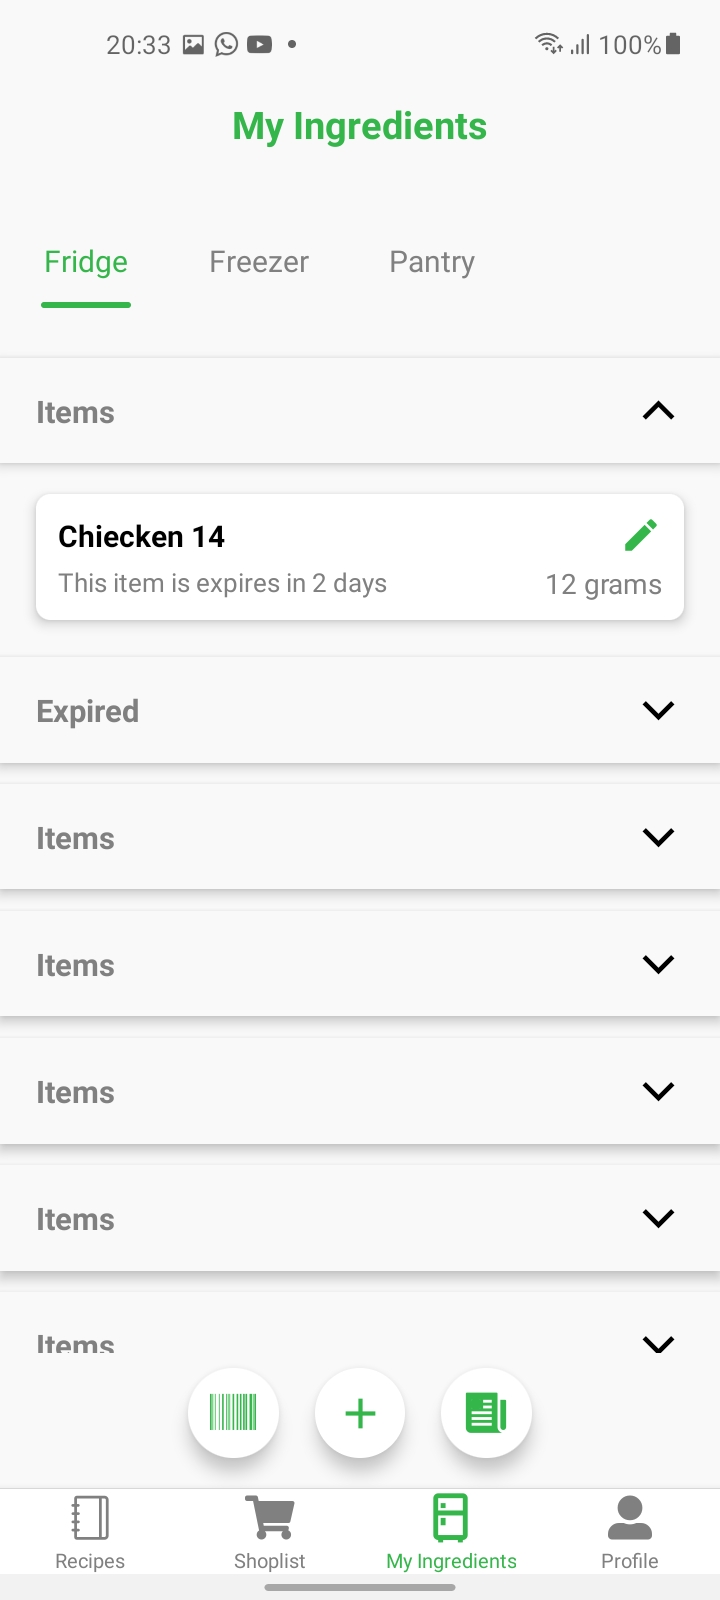 20:33 100%
My Ingredients
Fridge Freezer Pantry
Items
Chiecken 14
This item is expires in 2 days 12 grams
Expired
Items
Items
Items
Items
Items
Recipes Shoplist My Ingredients Profile